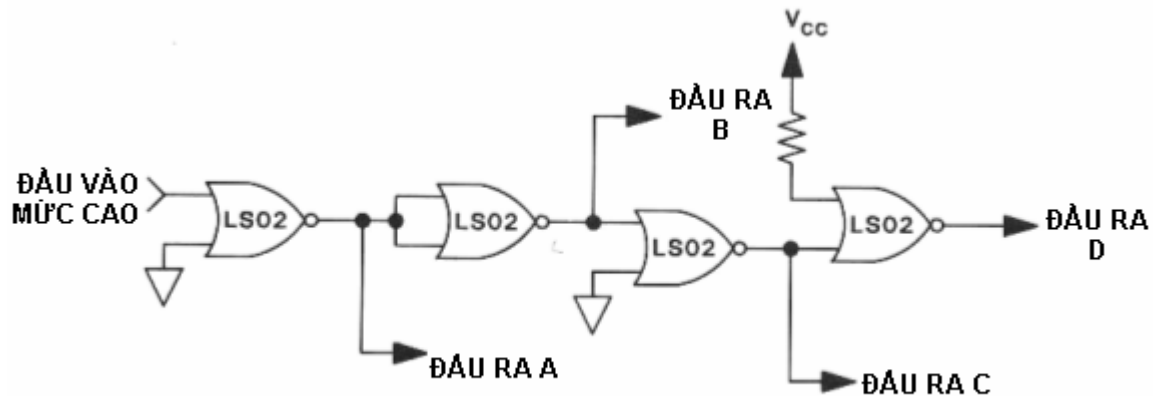 V_CC
ĐẦU RA
B
ĐẦU VÀO
MỨC CAO
LS02
LS02
LS02
LS02
ĐẦU RA
D
ĐẦU RA A
ĐẦU RA C